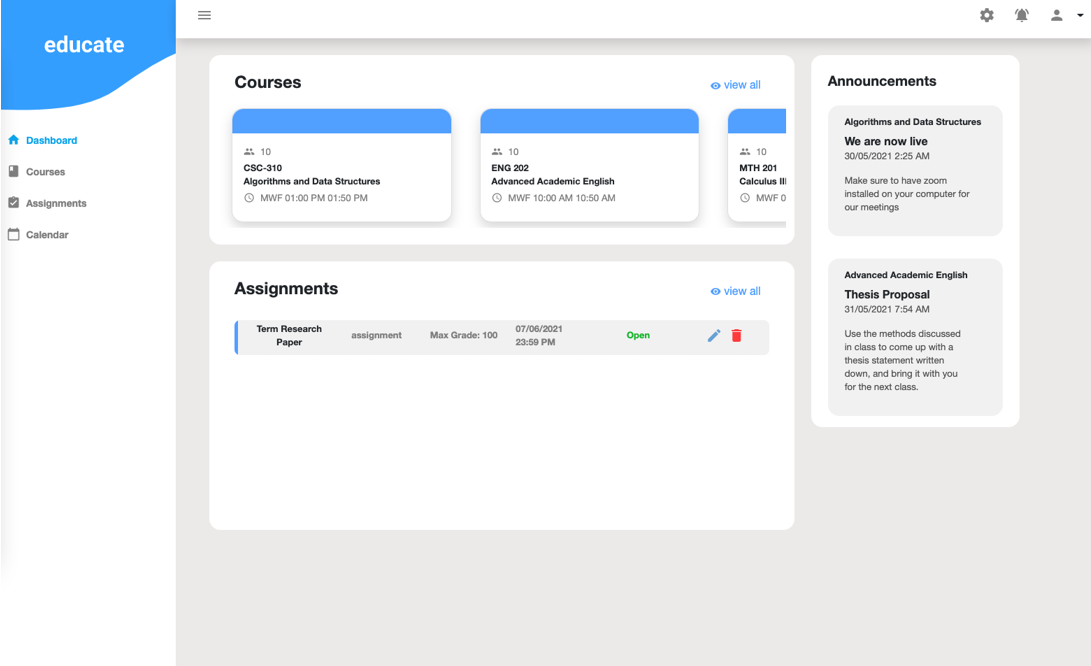 educate
Dashboard
Courses
Assignments
Calendar
Courses
view all
10
CSC-310
Algorithms and Data Structures
MWF 01:00 PM 01:50 PM
10
ENG 202
Advanced Academic English
MWF 10:00 AM 10:50 AM
10
MTH 201
Calculus III
MWF 0
Assignments
view all
Term Research
Paper
assignment
Max Grade: 100
07/06/2021
23:59 PM
Open
Announcements
Algorithms and Data Structures
We are now live
30/05/2021 2:25 AM
Make sure to have zoom
installed on your computer for
our meetings
Advanced Academic English
Thesis Proposal
31/05/2021 7:54 AM
Use the methods discussed
in class to come up with a
thesis statement written
down, and bring it with you
for the next class.